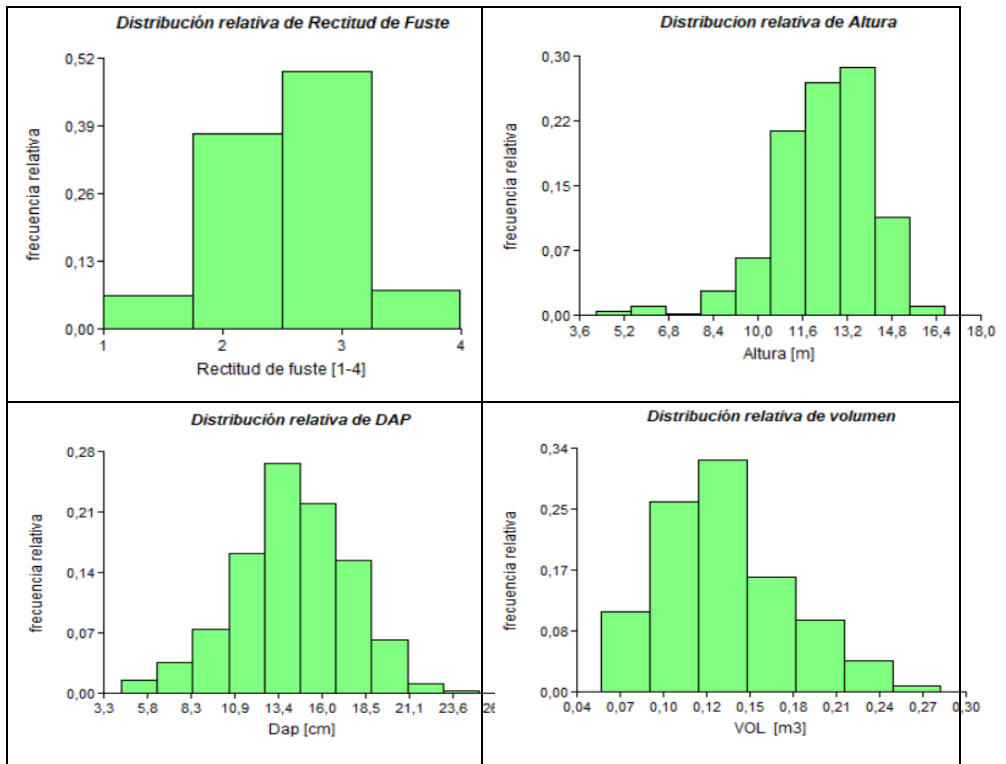 Distribución relativa de Rectitud de Fuste
frecuencia relativa
0,52
0,39
0,26
0,13
0,00
1 2 3 4
Rectitud de fuste [1-4]
Distribucion relativa de Altura
frecuencia relativa
0,30
0,22
0,15
0,07
0,00
3,6 5,2 6,8 8,4 10,0 11,6 13,2 14,8 16,4 18,0
Altura [m]
Distribución relativa de DAP
frecuencia relativa
0,28
0,21
0,14
0,07
0,00
3,3 5,8 8,3 10,9 13,4 16,0 18,5 21,1 23,6
Dap [cm]
Distribución relativa de volumen
frecuencia relativa
0,34
0,25
0,17
0,08
0,00
0,04 0,07 0,10 0,12 0,15 0,18 0,21 0,24 0,27 0,30
VOL [m3]